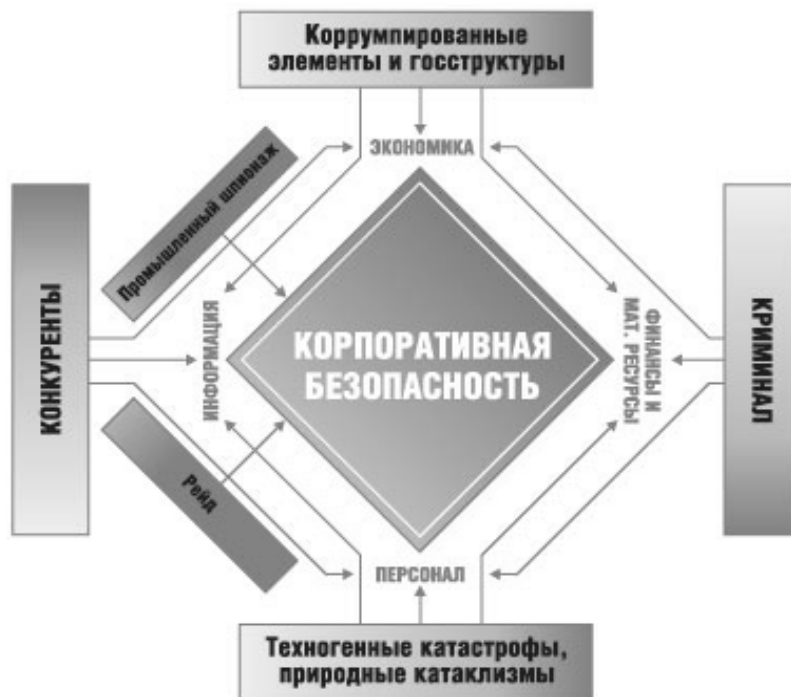 Коррумпированные
элементы и госструктуры
ЭКОНОМИКА
Промышленный шпионаж
КОНКУРЕНТЫ
ИНФОРМАЦИЯ
КОРПОРАТИВНАЯ
БЕЗОПАСНОСТЬ
ФИНАНСЫ И
МАТ. РЕСУРСЫ
КРИМИНАЛ
Рейд
ПЕРСОНАЛ
Техногенные катастрофы,
природные катаклизмы